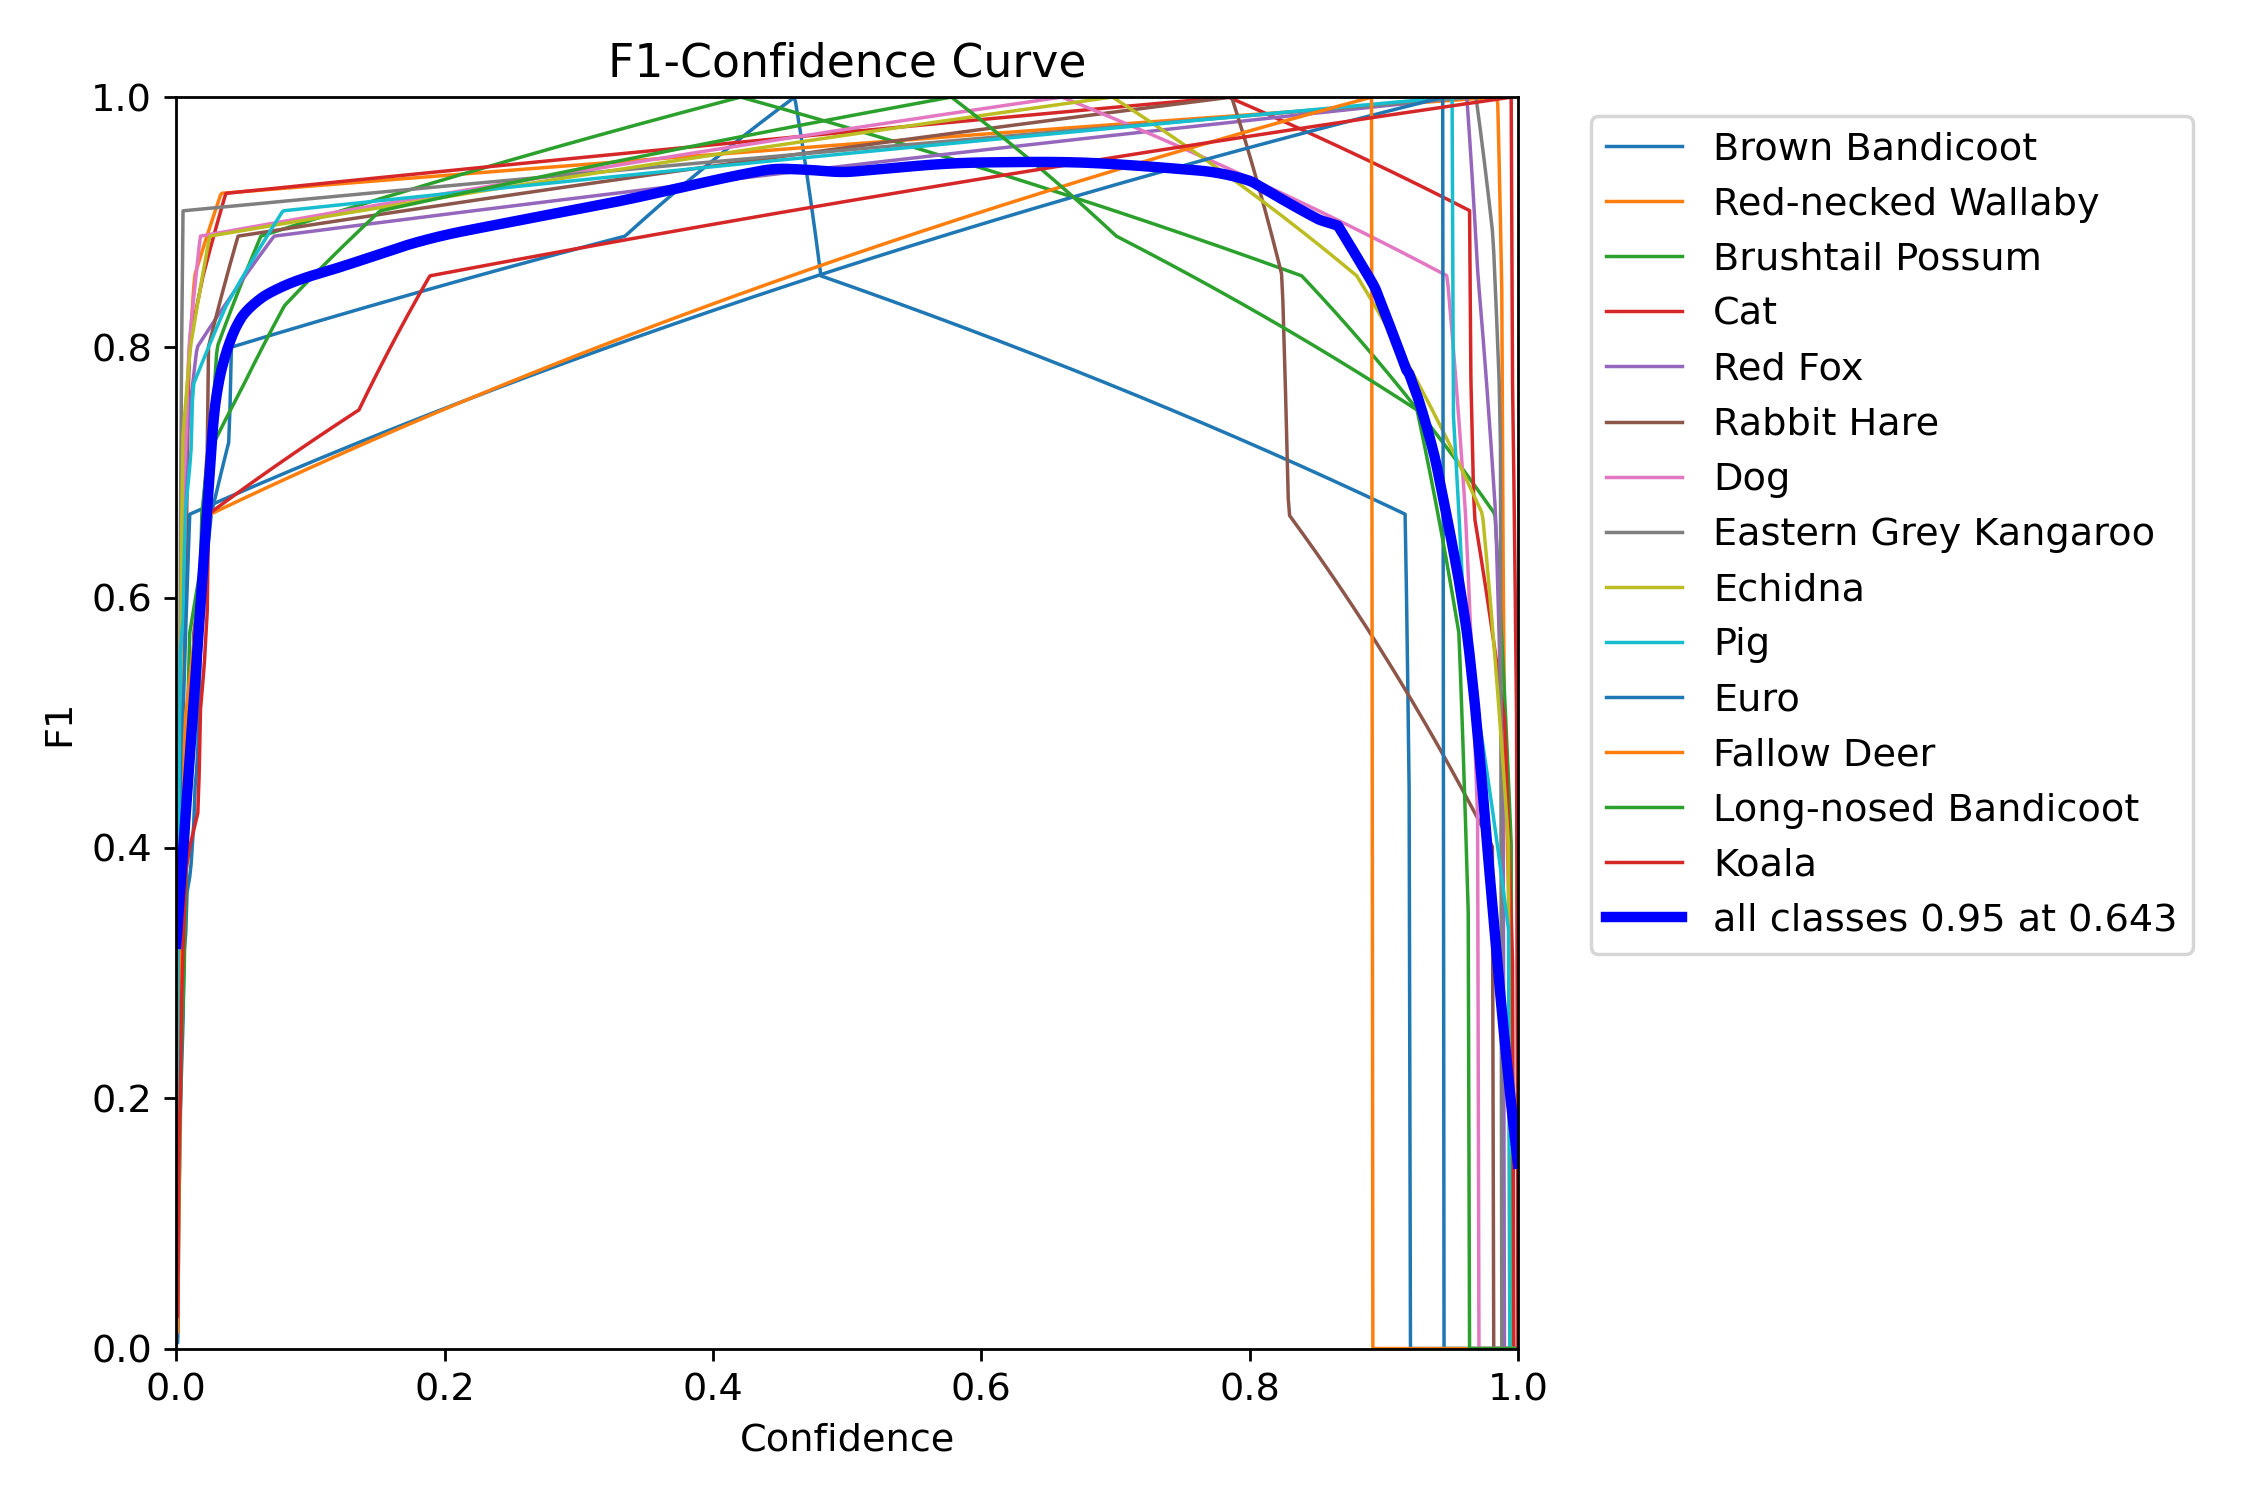 F1-Confidence Curve
1.0
0.8
0.6
0.4
0.2
0.0
F1
0.0 0.2 0.4 0.6 0.8 1.0
Confidence
Brown Bandicoot
Red-necked Wallaby
Brushtail Possum
Cat
Red Fox
Rabbit Hare
Dog
Eastern Grey Kangaroo
Echidna
Pig
Euro
Fallow Deer
Long-nosed Bandicoot
Koala
all classes 0.95 at 0.643